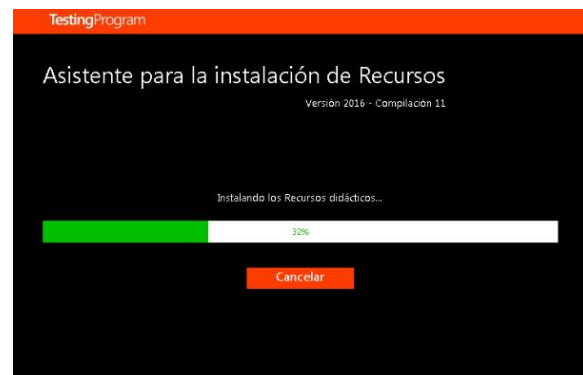 TestingProgram
Asistente para la instalación de Recursos
Versión 2016 - Compilación 11
Instalando los Recursos didácticos...
32%
Cancelar